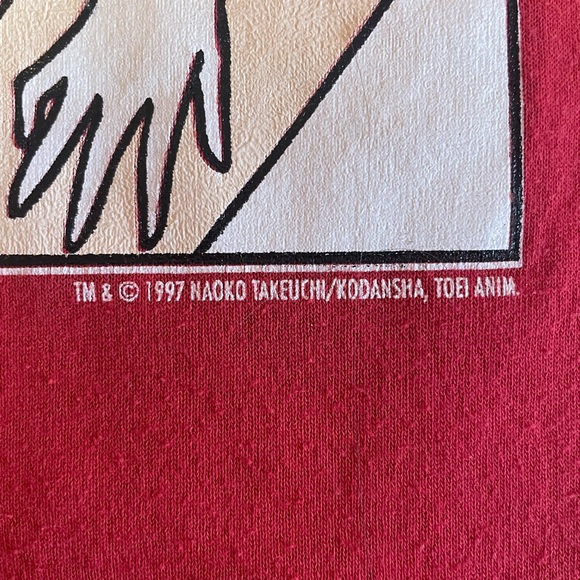 TM & © 1997 NAOKO TAKEUCHI/KODANSHA, TOEI ANIM.